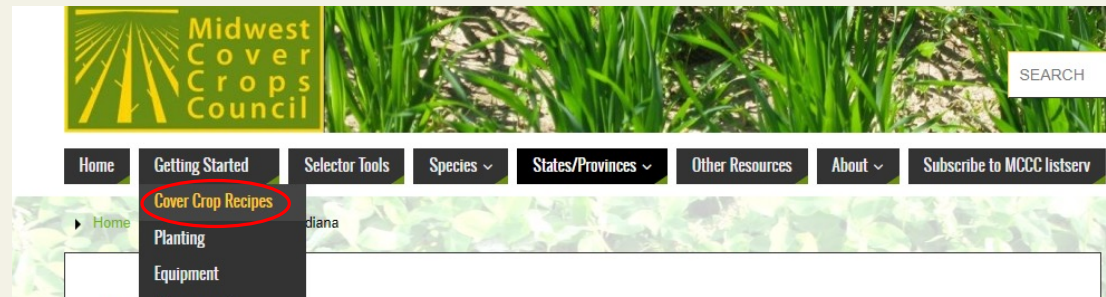 Midwest
Cover
Crops
Council
SEARCH
Home Getting Started Selector Tools Species States/Provinces Other Resources About Subscribe to MCCC listserv
Cover Crop Recipes
Home diana
Planting
Equipment